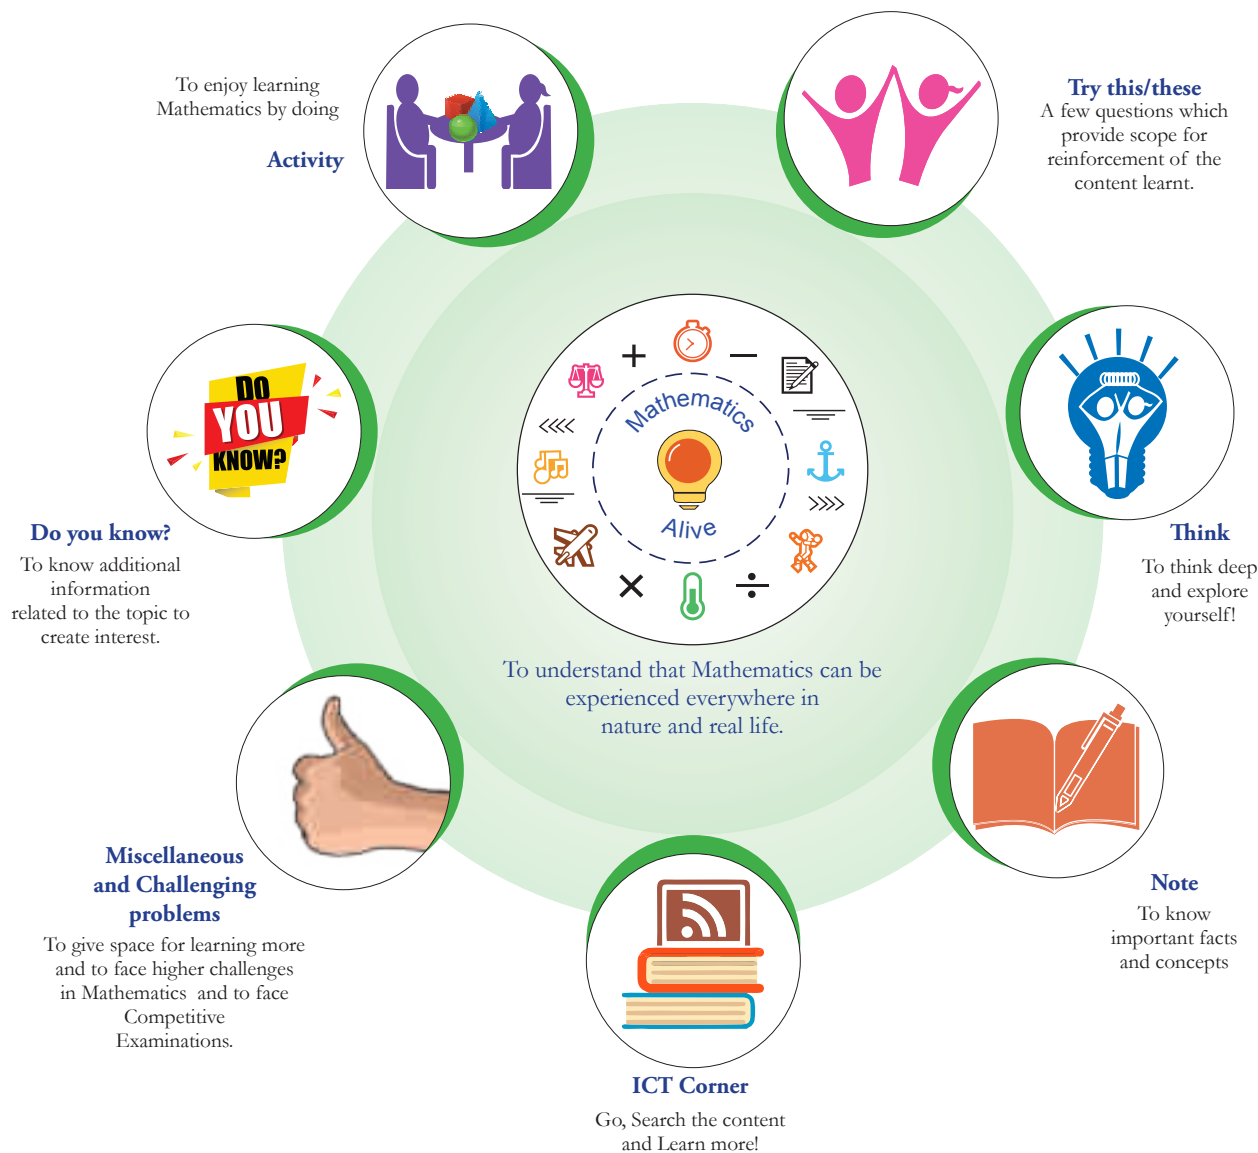 To enjoy learning
Mathematics by doing
Activity
Try this/these
A few questions which
provide scope for
reinforcement of the
content learnt.
DO
YOU
KNOW?
Do you know?
To know additional
information
related to the topic to
create interest.
Mathematics
Alive
To understand that Mathematics can be
experienced everywhere in
nature and real life.
Think
To think deep
and explore
yourself!
Miscellaneous
and Challenging
problems
To give space for learning more
and to face higher challenges
in Mathematics and to face
Competitive
Examinations.
Note
To know
important facts
and concepts
ICT Corner
Go, Search the content
and Learn more!